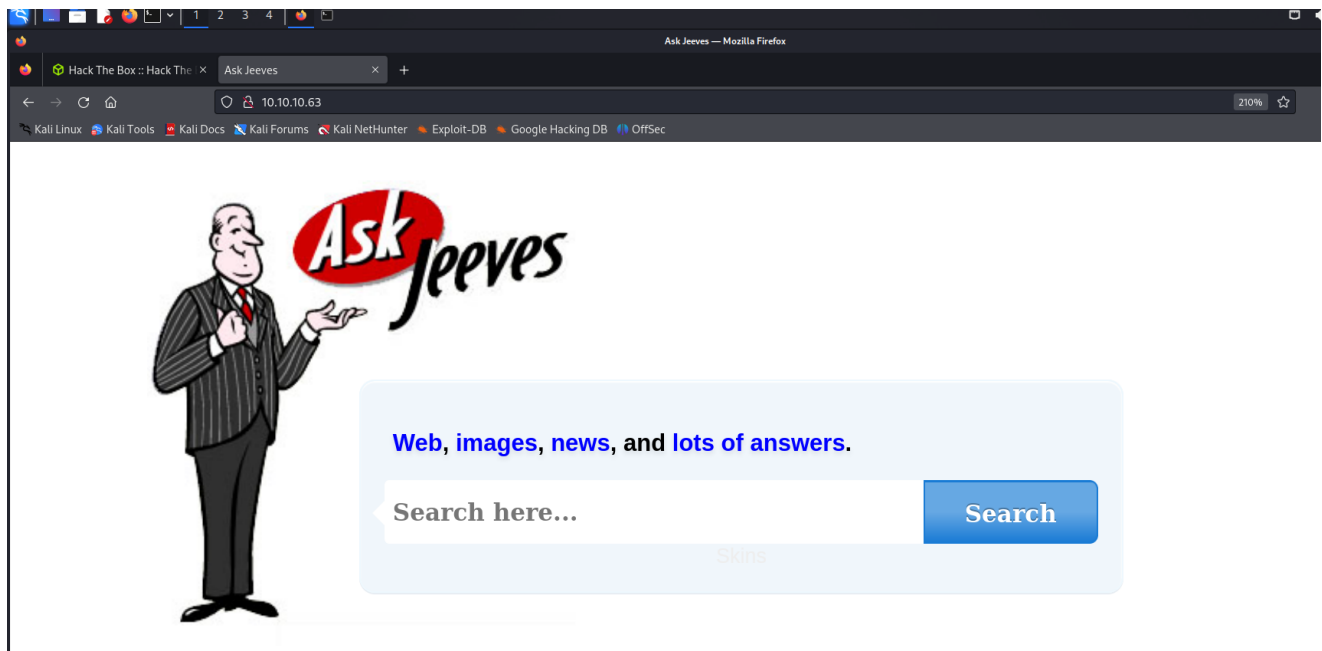 1 2 3 4
Ask Jeeves — Mozilla Firefox
Hack The Box :: Hack The
Ask Jeeves
10.10.10.63
210%
Kali Linux Kali Tools Kali Docs Kali Forums Kali NetHunter Exploit-DB Google Hacking DB OffSec
Ask
Jeeves
Web, images, news, and lots of answers.
Search here... Search
Skins